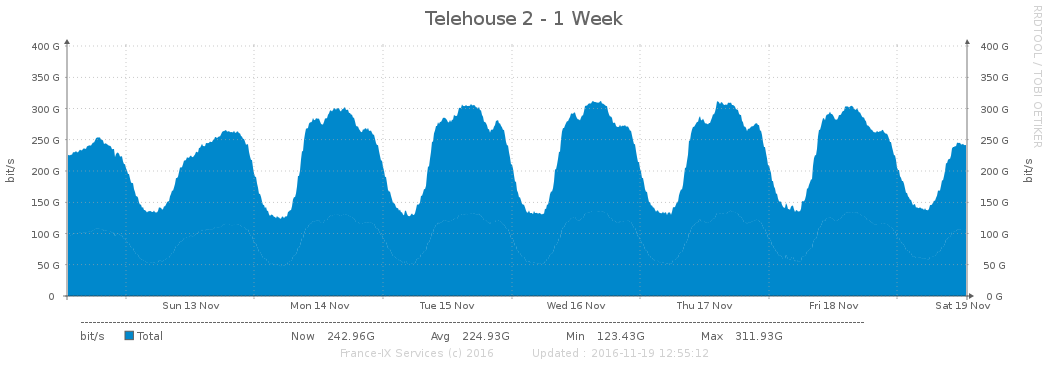 Telehouse 2 - 1 Week
RRDTOOL / TOBI OETIKER
400 G 400 G
350 G 350 G
300 G 300 G
250 G 250 G
200 G 200 G
150 G 150 G
100 G 100 G
50 G 50 G
0 0 G
bit/s
bit/s
Sun 13 Nov Mon 14 Nov Tue 15 Nov Wed 16 Nov Thu 17 Nov Fri 18 Nov Sat 19 Nov
bit/s Total Now 242.96G Avg 224.93G Min 123.43G Max 311.93G
France-IX Services (c) 2016 Updated : 2016-11-19 12:55:12